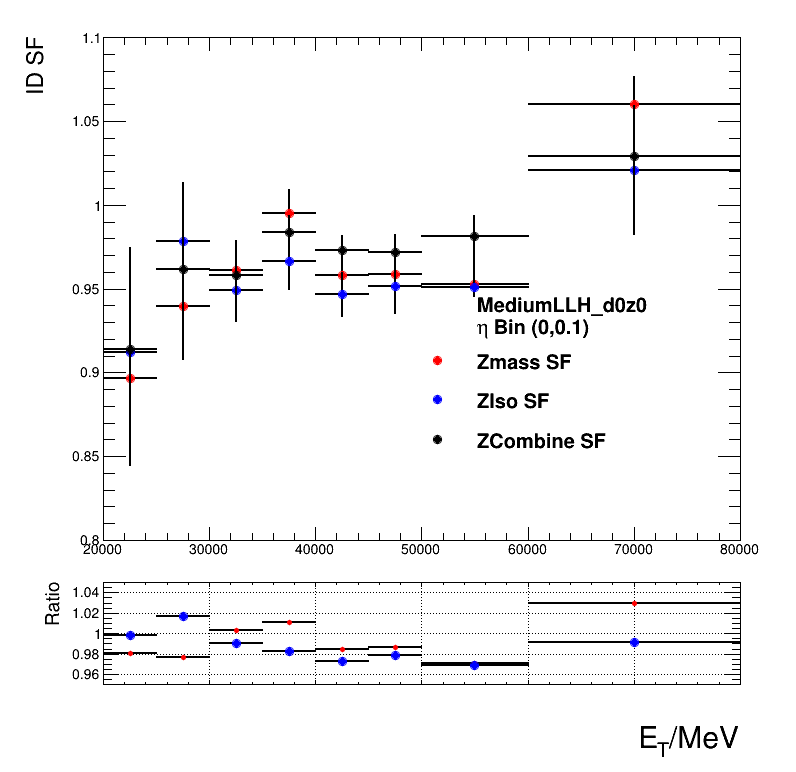 ID SF
1.1
1.05
1
0.95
0.9
0.85
0.8
20000 30000 40000 50000 60000 70000 80000
MediumLLH_d0z0
η Bin (0,0.1)
Zmass SF
ZIso SF
ZCombine SF
Ratio
1.04
1.02
1
0.98
0.96
E_T/MeV